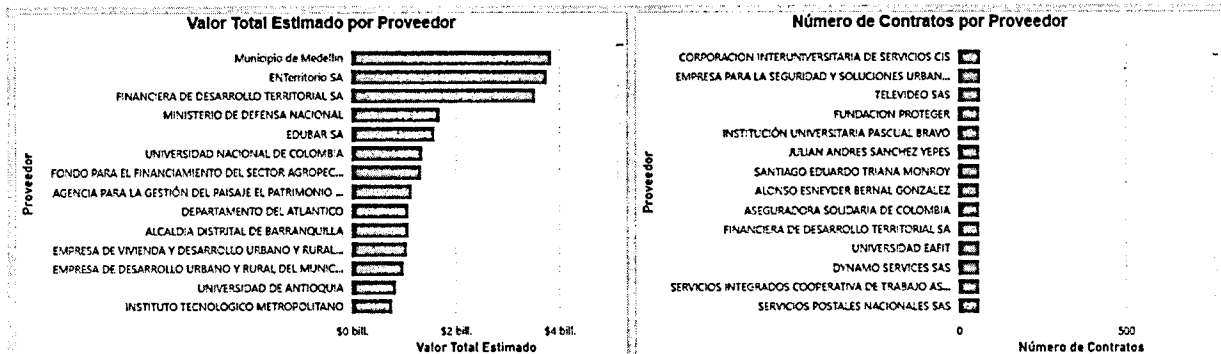 Valor Total Estimado por Proveedor
Proveedor
Municipio de Medellin
ENTerritorio SA
FINANCIERA DE DESARROLLO TERRITORIAL SA
MINISTERIO DE DEFENSA NACIONAL
EDUBAR SA
UNIVERSIDAD NACIONAL DE COLOMBIA
FONDO PARA EL FINANCIAMIENTO DEL SECTOR AGROPEC...
AGENCIA PARA LA GESTIÓN DEL PAISAJE EL PATRIMONIO ...
DEPARTAMENTO DEL ATLANTICO
ALCALDIA DISTRITAL DE BARRANQUILLA
EMPRESA DE VIVIENDA Y DESARROLLO URBANO Y RURAL...
EMPRESA DE DESARROLLO URBANO Y RURAL DEL MUNIC...
UNIVERSIDAD DE ANTIOQUIA
INSTITUTO TECNOLOGICO METROPOLITANO
$0 bill. $2 bill. $4 bill.
Valor Total Estimado
Número de Contratos por Proveedor
Proveedor
CORPORACION INTERUNIVERSITARIA DE SERVICIOS CIS
EMPRESA PARA LA SEGURIDAD Y SOLUCIONES URBAN...
TELEVIDEO SAS
FUNDACION PROTEGER
INSTITUCIÓN UNIVERSITARIA PASCUAL BRAVO
JULIAN ANDRES SANCHEZ YEPES
SANTIAGO EDUARDO TRIANA MONROY
ALONSO ESNEYDER BERNAL GONZALEZ
ASEGURADORA SOLIDARIA DE COLOMBIA
FINANCIERA DE DESARROLLO TERRITORIAL SA
UNIVERSIDAD EAFIT
DYNAMO SERVICES SAS
SERVICIOS INTEGRADOS COOPERATIVA DE TRABAJO AS...
SERVICIOS POSTALES NACIONALES SAS
0 500
Número de Contratos